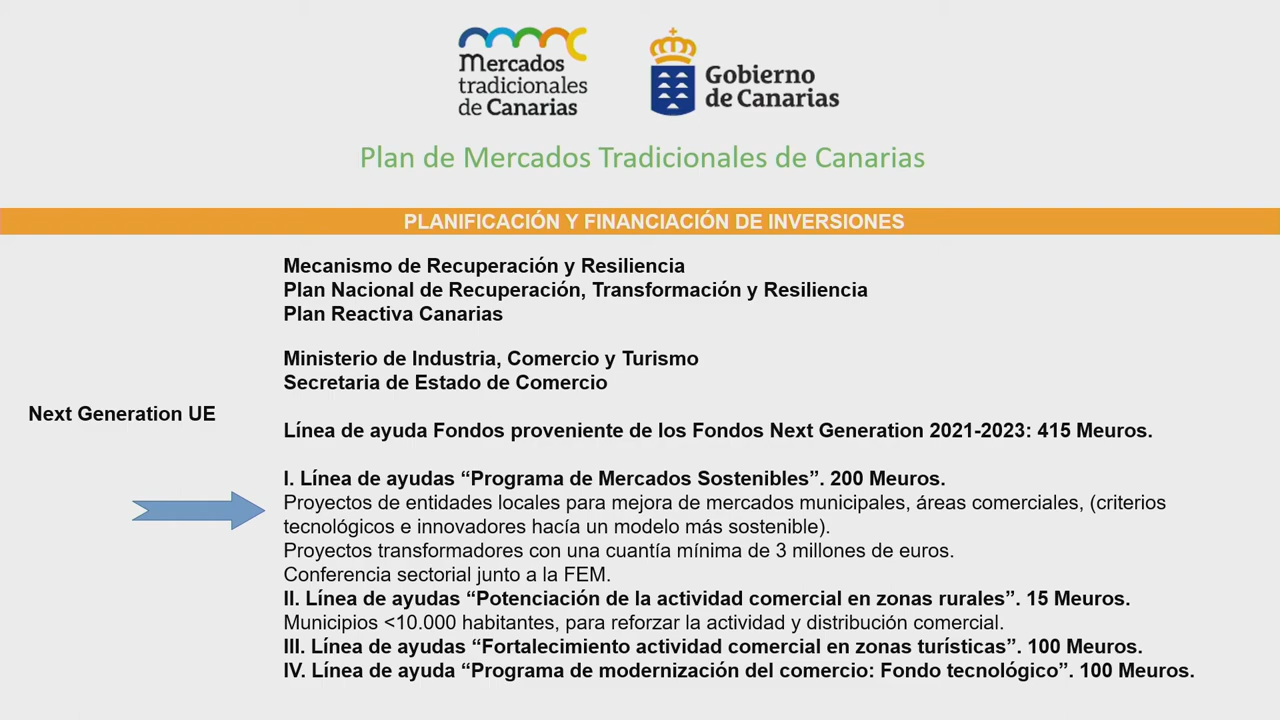 Mercados
tradicionales
de Canarias
Gobierno
de Canarias
Plan de Mercados Tradicionales de Canarias
PLANIFICACIÓN Y FINANCIACIÓN DE INVERSIONES
Mecanismo de Recuperación y Resiliencia
Plan Nacional de Recuperación, Transformación y Resiliencia
Plan Reactiva Canarias
Ministerio de Industria, Comercio y Turismo
Secretaria de Estado de Comercio
Next Generation UE
Línea de ayuda Fondos proveniente de los Fondos Next Generation 2021-2023: 415 Meuros.
I. Línea de ayudas “Programa de Mercados Sostenibles”. 200 Meuros.
Proyectos de entidades locales para mejora de mercados municipales, áreas comerciales, (criterios
tecnológicos e innovadores hacía un modelo más sostenible).
Proyectos transformadores con una cuantía mínima de 3 millones de euros.
Conferencia sectorial junto a la FEM.
II. Línea de ayudas “Potenciación de la actividad comercial en zonas rurales”. 15 Meuros.
Municipios <10.000 habitantes, para reforzar la actividad y distribución comercial.
III. Línea de ayudas “Fortalecimiento actividad comercial en zonas turísticas”. 100 Meuros.
IV. Línea de ayuda “Programa de modernización del comercio: Fondo tecnológico”. 100 Meuros.